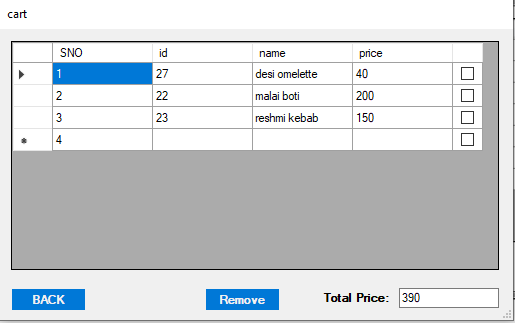 cart
SNO id name price
1 27 desi omelette 40
2 22 malai boti 200
3 23 reshmi kebab 150
4
BACK Remove Total Price: 390